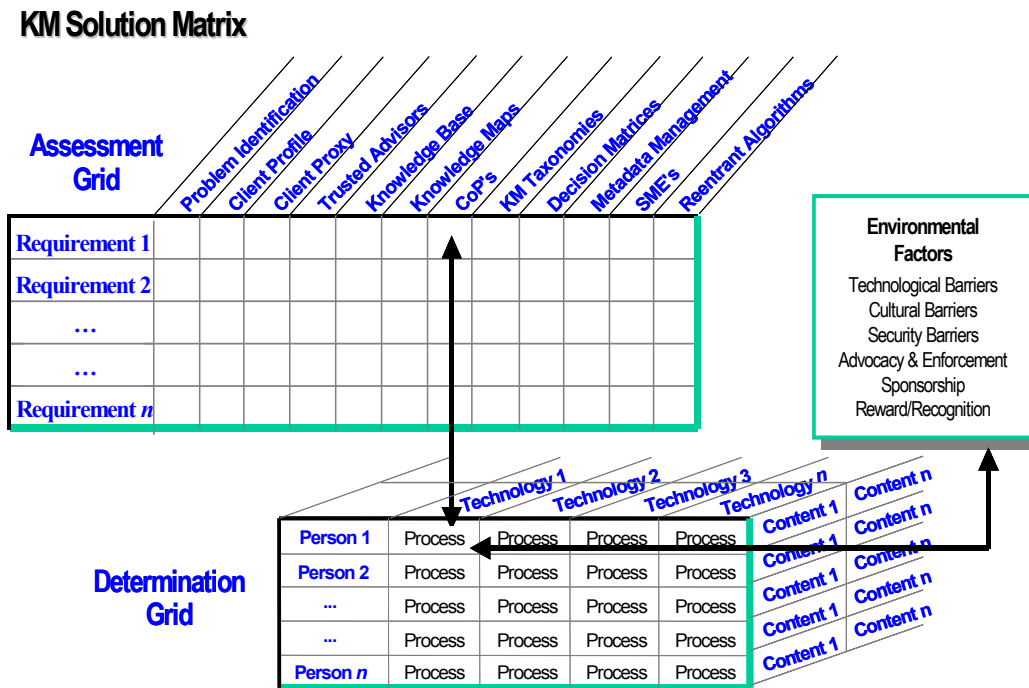 KM Solution Matrix
Assessment
Grid
Problem Identification
Client Profile
Client Proxy
Trusted Advisors
Knowledge Base
Knowledge Maps
CoP's
KM Taxonomies
Decision Matrices
Metadata Management
SME's
Reentrant Algorithms
Requirement 1
Requirement 2
...
...
Requirement n
Environmental
Factors
Technological Barriers
Cultural Barriers
Security Barriers
Advocacy & Enforcement
Sponsorship
Reward/Recognition
Determination
Grid
Technology 1
Technology 2
Technology 3
Technology n
Person 1 Process Process Process Process Content 1 Content n
Person 2 Process Process Process Process Content 1 Content n
... Process Process Process Process Content 1 Content n
... Process Process Process Process Content 1 Content n
Person n Process Process Process Process Content 1 Content n